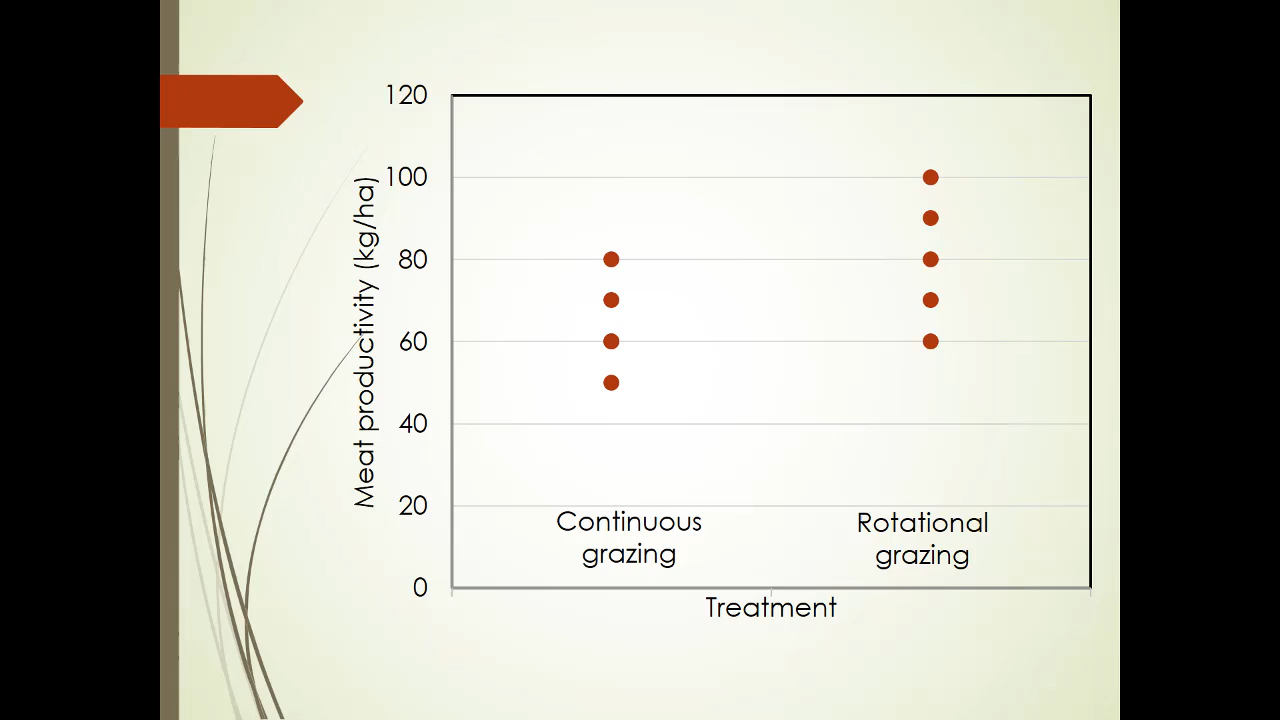 120
100
80
60
40
20
0
Meat productivity (kg/ha)
Continuous
grazing
Rotational
grazing
Treatment